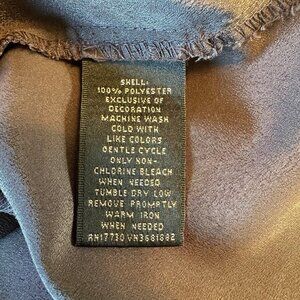 SHELL:
100% POLYESTER
EXCLUSIVE OF
DECORATION
MACHINE WASH
COLD WITH
LIKE COLORS
GENTLE CYCLE
ONLY NON-
CHLORINE BLEACH
WHEN NEEDED
TUMBLE DRY LOW
REMOVE PROMPTLY
WARM IRON
WHEN NEEDED
RN17730 VN3681582